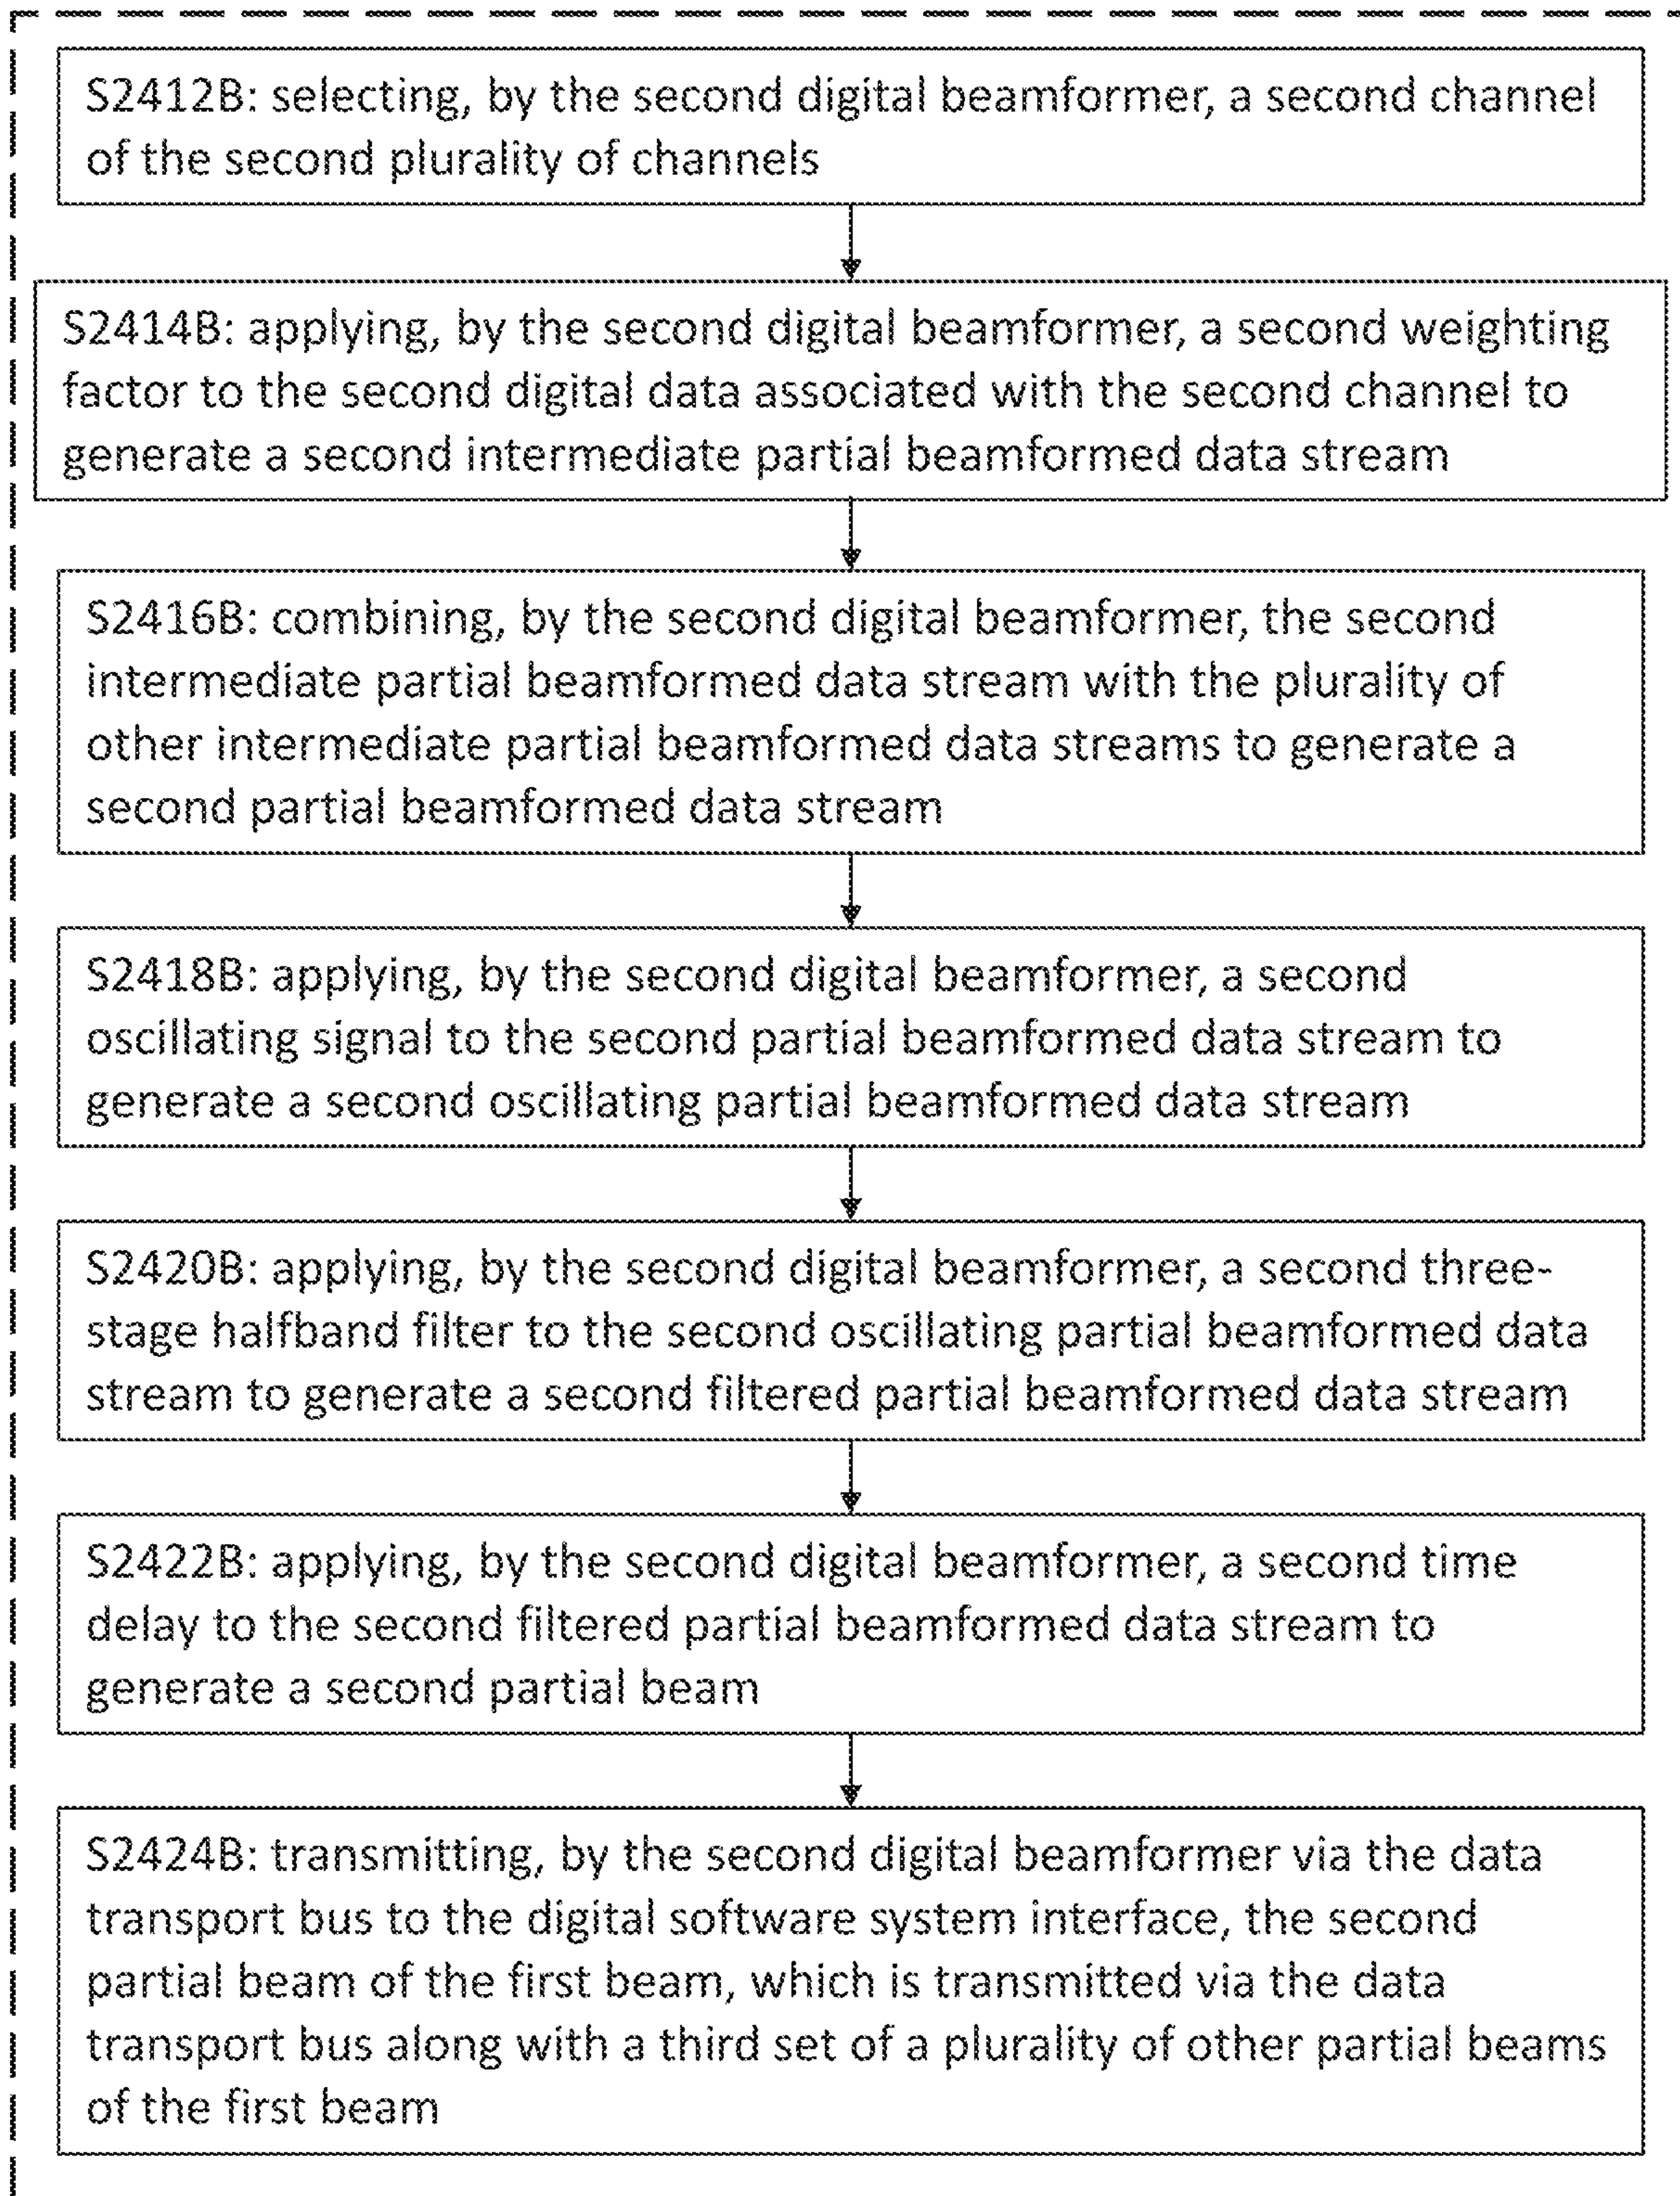 S2412B: selecting, by the second digital beamformer, a second channel
of the second plurality of channels
S2414B: applying, by the second digital beamformer, a second weighting
factor to the second digital data associated with the second channel to
generate a second intermediate partial beamformed data stream
S2416B: combining, by the second digital beamformer, the second
intermediate partial beamformed data stream with the plurality of
other intermediate partial beamformed data streams to generate a
second partial beamformed data stream
S2418B: applying, by the second digital beamformer, a second
oscillating signal to the second partial beamformed data stream to
generate a second oscillating partial beamformed data stream
S2420B: applying, by the second digital beamformer, a second three-
stage halfband filter to the second oscillating partial beamformed data
stream to generate a second filtered partial beamformed data stream
S2422B: applying, by the second digital beamformer, a second time
delay to the second filtered partial beamformed data stream to
generate a second partial beam
S2424B: transmitting, by the second digital beamformer via the data
transport bus to the digital software system interface, the second
partial beam of the first beam, which is transmitted via the data
transport bus along with a third set of a plurality of other partial beams
of the first beam